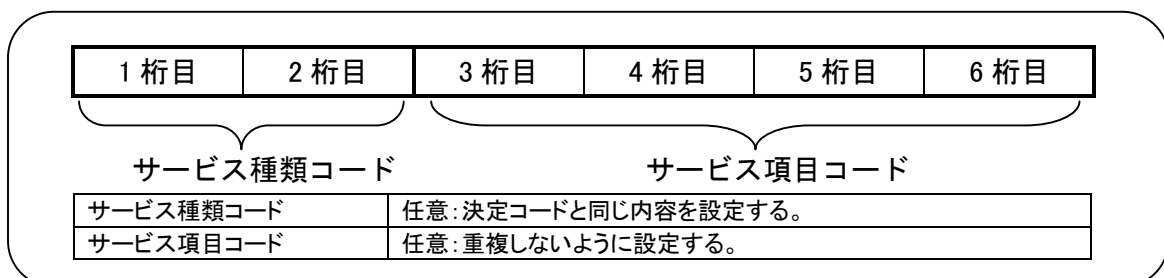 1桁目 2桁目 3桁目 4桁目 5桁目 6桁目
サービス種類コード サービス項目コード
サービス種類コード 任意:決定コードと同じ内容を設定する。
サービス項目コード 任意:重複しないように設定する。